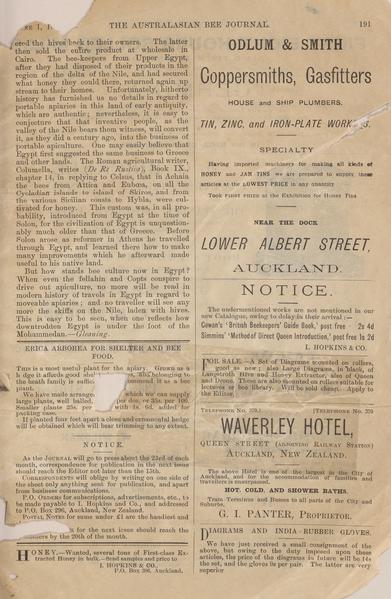 THE AUSTRALASIAN BEE JOURNAL.
191
eted the hives back to their owners. The latter
then sold the entire product at wholesale in
Cairo. The bee-keepers from Upper Egypt,
after they had disposed of their products in the
region of the delta of the Nile, and had secured
what money they could there, returned again up
stream to their homes. Unfortunately, hitherto
history has furnished us no details in regard to
portable apiaries in this land of early antiquity,
which are authentic; nevertheless, it is easy to
conjecture that that inventive people, as the
valley of the Nile bears them witness, will convert
it, as they did a century ago, into the business of
portable apiculture. One may easily believe that
Egypt first suggested the same business to Greece
and other lands. The Roman agricultural writer,
Columella, writes (De Re Rustica), Book IX.,
chap. 14, in replying to Celsus, that in Achaia
the bees from Attica and Euboea, on all the
Cycladian islands to island of Skiros, and from
the various Sicilian coasts to Hybla, were cul-
tivated for honey. This custom was, in all pro-
bability, introduced from Egypt at the time of
Solon, for the civilization of Egypt is unquestion-
ably much older than that of Greece. Before
Solon arose as reformer in Athens he travelled
through Egypt, and learned there how to make
many improvements which he afterward made
useful to his native land.
But how stands bee culture now in Egypt?
When even the fellahin and Copts conspire to
drive out apiculture, no more will be read in
modern history of travels in Egypt in regard to
moveable apiaries; and no traveller will see any
more the skiffs on the Nile, laden with hives.
This is easy to be seen, when one reflects how
downtrodden Egypt is under the foot of the
Mohammedan.—Gleaning.
ERICA ARBOREA FOR SHELTER AND BEE
FOOD.
This is a most useful plant for the apiary. Grown as a
h dge it affords good shel
and belonging to
the heath family is suffic
mmend it as a bee
plant.
We have made arrange
which we can supply
large plants, well balled,
per doz. or 35s. per 100.
Smaller plants 25s. per
with 1s. 6d. added for
packing same.
If planted four feet apart a close and ornamental hedge
will be obtained which will bear trimming to any extent.
NOTICE.
As the JOURNAL will go to press about the 23rd of each
month, correspondence for publication in the next issue
should reach the Editor not later than the 15th.
CORRESPONDENTS will oblige by writing on one side of
the sheet only anything sent for publication, and apart
from business communications.
P.O. ORDERS for subscriptions, advertisements, etc., to
be made payable to I. Hopkins & Co., and addressed
to P.O. Box 296, Auckland, New Zealand.
POSTAL NOTES for sums under £1 the handiest and
s for the next issue should reach the
ishers by the 20th of the month.
HONEY.—Wanted, several tons of First-class Ex-
tracted Honey in bulk.—Send samples and price to
I. HOPKINS & CO.,
P.O. Box 296, Auckland.
ODLUM & SMITH
Coppersmiths, Gasfitters
HOUSE and SHIP PLUMBERS.
TIN, ZINC, and IRON-PLATE WORKERS.
SPECIALTY
Having imported machinery for making all kinds of
HONEY and JAM TINS we are prepared to supply these
articles at the LOWEST PRICE in any quantity
TOOK FIRST PRIZE at the Exhibition for Honey Tins
NEAR THE DOCK
LOWER ALBERT STREET,
AUCKLAND.
NOTICE.
The undermentioned works are not mentioned in our
new Catalogue, owing to delay in their arrival:—
Cowan's 'British Beekeepers' Guide Book,' post free 2s 4d
Simmins' 'Method of Direct Queen Introduction,' post free 1s 2d
I. HOPKINS & CO.
FOR SALE.—A Set of Diagrams mounted on rollers,
good as new; also Large Diagrams, in black, of
Langstroth Hive and Honey Extractor, also of Queen
and Drone. These are also mounted on rollers suitable for
lectures or bee library. Will be sold cheap. Apply to
the Editor.
TELEPHONE NO. 379.]
[TELEPHONE NO. 379
WAVERLEY HOTEL,
QUEEN STREET (ADJOINING RAILWAY STATION)
AUCKLAND, NEW ZEALAND.
The above Hotel is one of the largest in the City of
Auckland, and for the accommodation of families and
travellers is unsurpassed.
HOT, COLD, AND SHOWER BATHS.
Train Tramcars and Busses to all parts of the City and
Suburbs.
G. I. PANTER, PROPRIETOR.
DIAGRAMS AND INDIA-RUBBER GLOVES.
We have just received a small consignment of the
above, but owing to the duty imposed upon these
articles, the price of the diagrams in future will be 14s
the set, and the gloves 9s per pair. The latter are very
superior